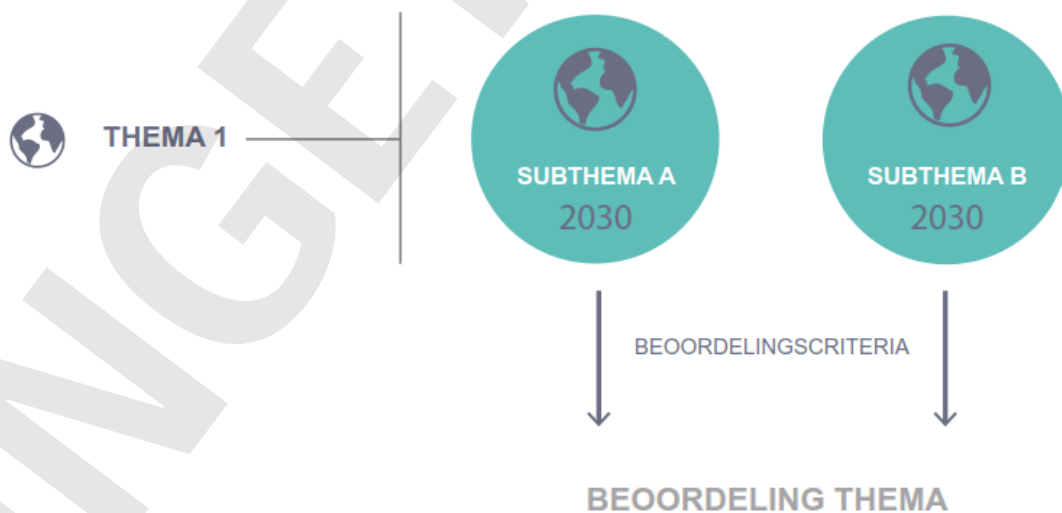 THEMA 1
SUBTHEMA A
2030
SUBTHEMA B
2030
BEOORDELINGSCRITERIA
BEOORDELING THEMA